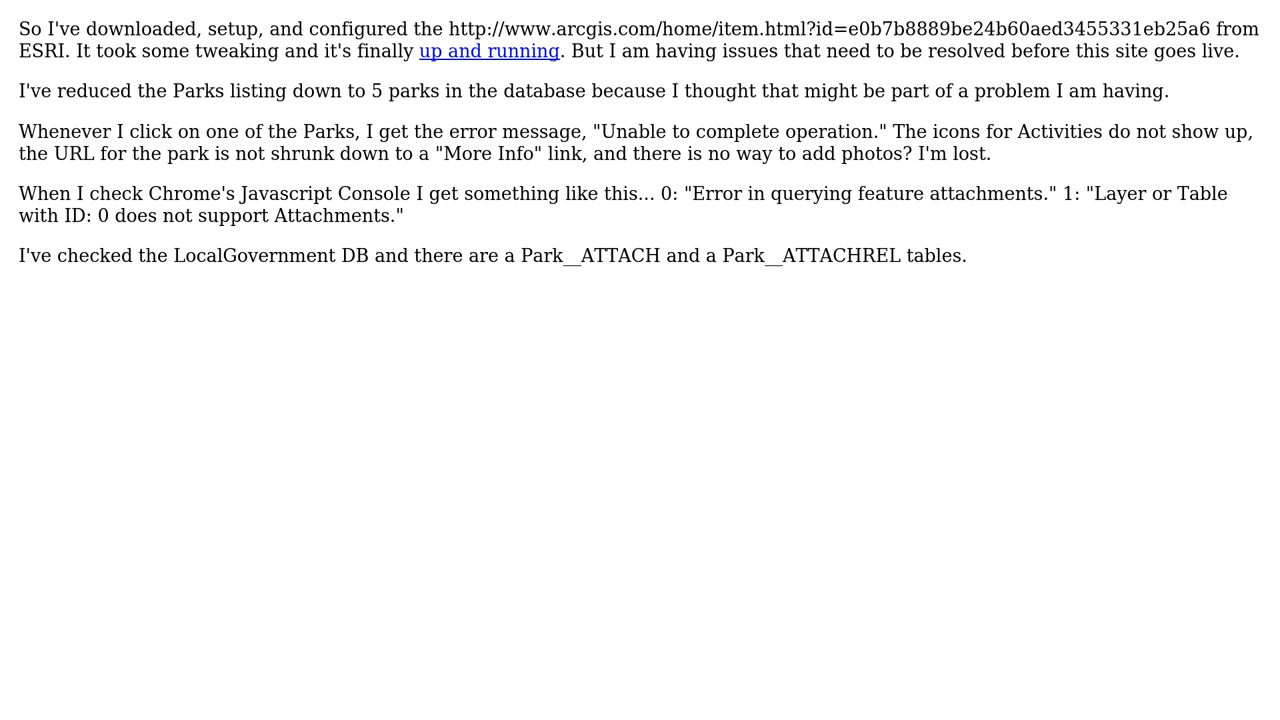 So I've downloaded, setup, and configured the http://www.arcgis.com/home/item.html?id=e0b7b8889be24b60aed3455331eb25a6 from
ESRI. It took some tweaking and it's finally up and running. But I am having issues that need to be resolved before this site goes live.
I've reduced the Parks listing down to 5 parks in the database because I thought that might be part of a problem I am having.
Whenever I click on one of the Parks, I get the error message, "Unable to complete operation." The icons for Activities do not show up,
the URL for the park is not shrunk down to a "More Info" link, and there is no way to add photos? I'm lost.
When I check Chrome's Javascript Console I get something like this... 0: "Error in querying feature attachments." 1: "Layer or Table
with ID: 0 does not support Attachments."
I've checked the LocalGovernment DB and there are a Park__ATTACH and a Park__ATTACHREL tables.